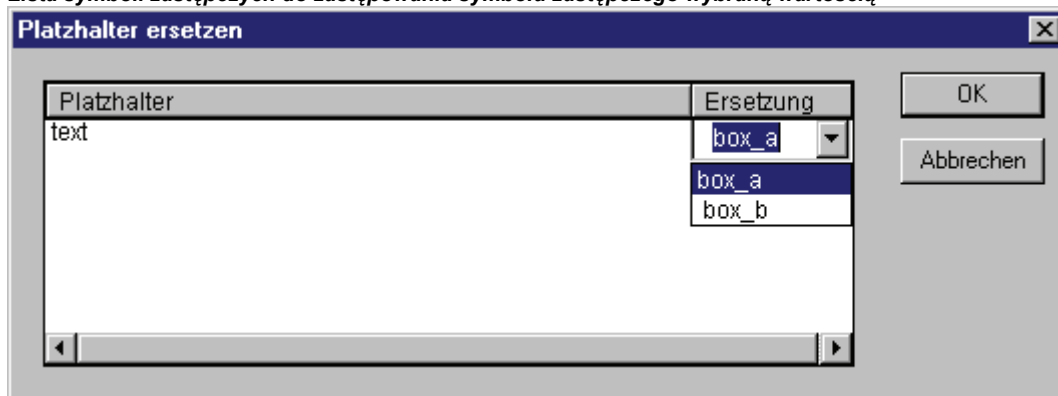 Lista symboli zastępczych do zastępowania symbolu zastępczego wybraną wartością
Platzhalter ersetzen
Platzhalter Ersetzung OK
text box_a
Abbrechen
box_a
box_b